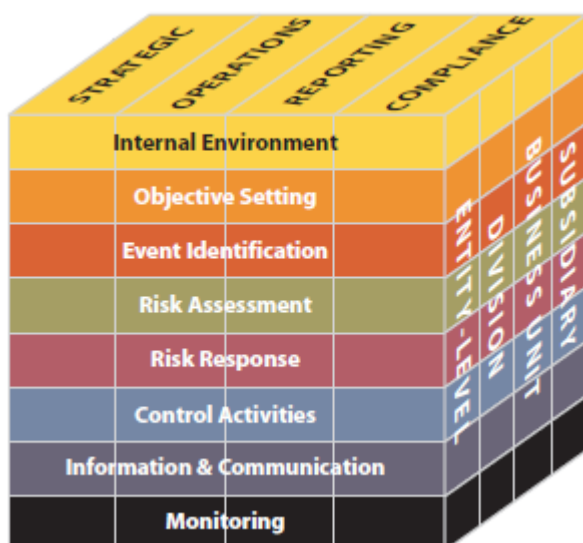 STRATEGIC
OPERATIONS
REPORTING
COMPLIANCE
Internal Environment
Objective Setting
Event Identification
Risk Assessment
Risk Response
Control Activities
Information & Communication
Monitoring
ENTITY-LEVEL
DIVISION
BUSINESS UNIT
SUBSIDIARY